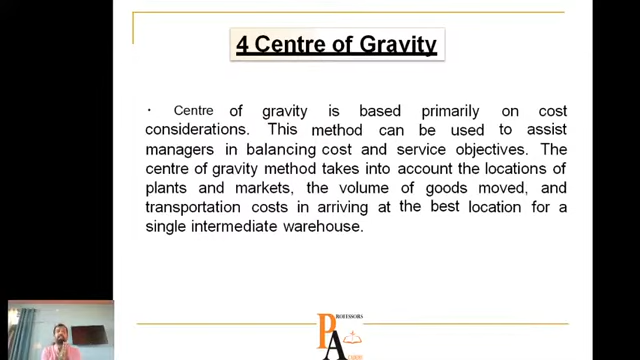 4 Centre of Gravity
· Centre of gravity is based primarily on cost
considerations. This method can be used to assist
managers in balancing cost and service objectives. The
centre of gravity method takes into account the locations of
plants and markets, the volume of goods moved, and
transportation costs in arriving at the best location for a
single intermediate warehouse.
PROFESSORS